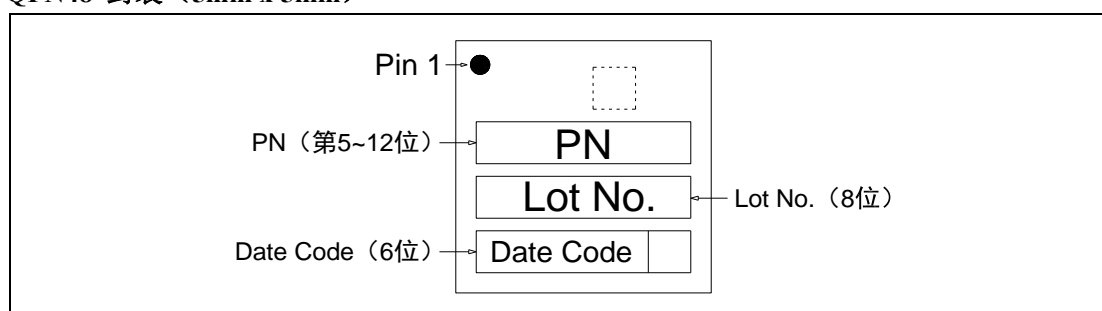 Pin 1
PN（第5~12位）
PN
Lot No.
Lot No.（8位）
Date Code（6位）
Date Code